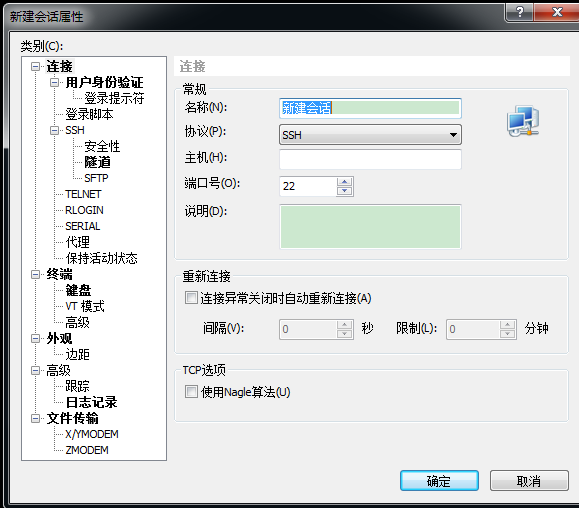 新建会话属性
类别(C):
连接
用户身份验证
登录提示符
登录脚本
SSH
安全性
隧道
SFTP
TELNET
RLOGIN
SERIAL
代理
保持活动状态
终端
键盘
VT 模式
高级
外观
边距
高级
跟踪
日志记录
文件传输
X/YMODEM
ZMODEM
连接
常规
名称(N):
新建会话
协议(P):
SSH
主机(H):
端口号(O):
22
说明(D):
重新连接
连接异常关闭时自动重新连接(A)
间隔(V): 0 秒 限制(L): 0 分钟
TCP选项
使用Nagle算法(U)
确定
取消